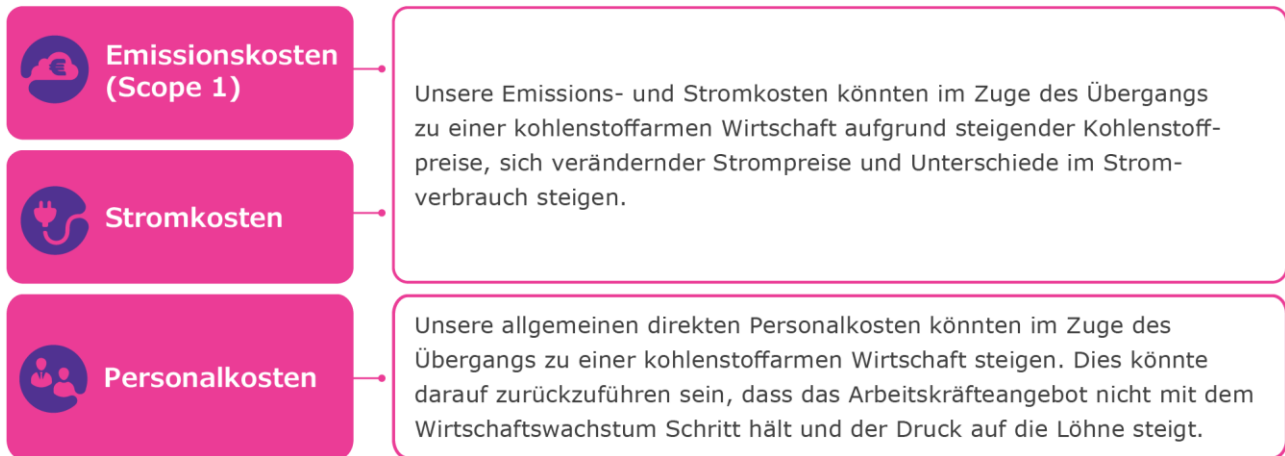 Emissionskosten
(Scope 1)
Unsere Emissions- und Stromkosten könnten im Zuge des Übergangs
zu einer kohlenstoffarmen Wirtschaft aufgrund steigender Kohlenstoff-
preise, sich verändernder Strompreise und Unterschiede im Strom-
verbrauch steigen.
Stromkosten
Personalkosten
Unsere allgemeinen direkten Personalkosten könnten im Zuge des
Übergangs zu einer kohlenstoffarmen Wirtschaft steigen. Dies könnte
darauf zurückzuführen sein, dass das Arbeitskräfteangebot nicht mit dem
Wirtschaftswachstum Schritt hält und der Druck auf die Löhne steigt.